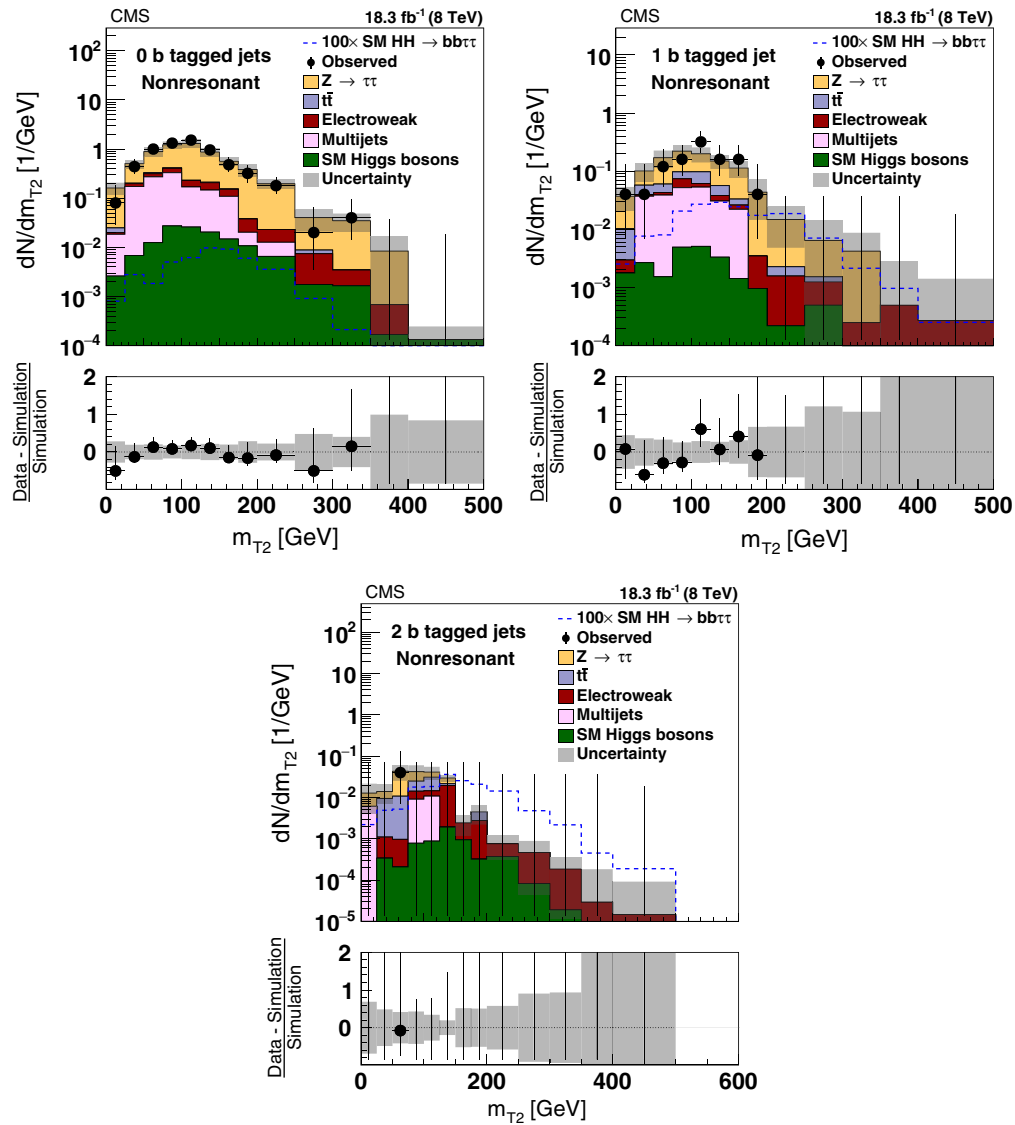 CMS 18.3 fb⁻¹ (8 TeV)
0 b tagged jets
Nonresonant
100× SM HH → bbττ
Observed
Z → ττ
tt̄
Electroweak
Multijets
SM Higgs bosons
Uncertainty
dN/dm_T2 [1/GeV]
10²
10
1
10⁻¹
10⁻²
10⁻³
10⁻⁴
Data - Simulation
Simulation
2
1
0
0 100 200 300 400 500
m_T2 [GeV]
CMS 18.3 fb⁻¹ (8 TeV)
1 b tagged jet
Nonresonant
100× SM HH → bbττ
Observed
Z → ττ
tt̄
Electroweak
Multijets
SM Higgs bosons
Uncertainty
dN/dm_T2 [1/GeV]
10
1
10⁻¹
10⁻²
10⁻³
10⁻⁴
Data - Simulation
Simulation
2
1
0
0 100 200 300 400 500
m_T2 [GeV]
CMS 18.3 fb⁻¹ (8 TeV)
2 b tagged jets
Nonresonant
100× SM HH → bbττ
Observed
Z → ττ
tt̄
Electroweak
Multijets
SM Higgs bosons
Uncertainty
dN/dm_T2 [1/GeV]
10²
10
1
10⁻¹
10⁻²
10⁻³
10⁻⁴
10⁻⁵
Data - Simulation
Simulation
2
1
0
0 200 400 600
m_T2 [GeV]